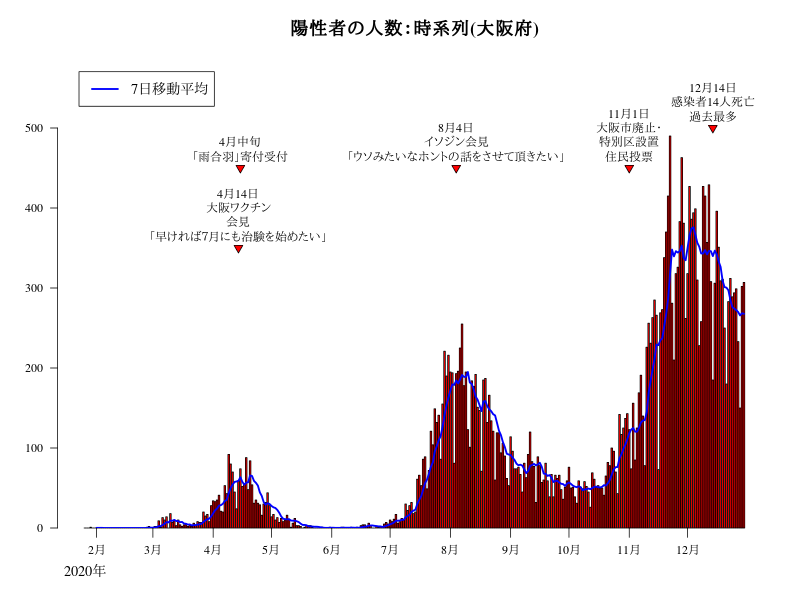 陽性者の人数：時系列(大阪府)
7日移動平均
12月14日
感染者14人死亡
過去最多
11月1日
大阪市廃止・
特別区設置
住民投票
8月4日
イソジン会見
「ウソみたいなホントの話をさせて頂きたい」
4月中旬
「雨合羽」寄付受付
4月14日
大阪ワクチン
会見
「早ければ7月にも治験を始めたい」
500
400
300
200
100
0
2月 3月 4月 5月 6月 7月 8月 9月 10月 11月 12月
2020年